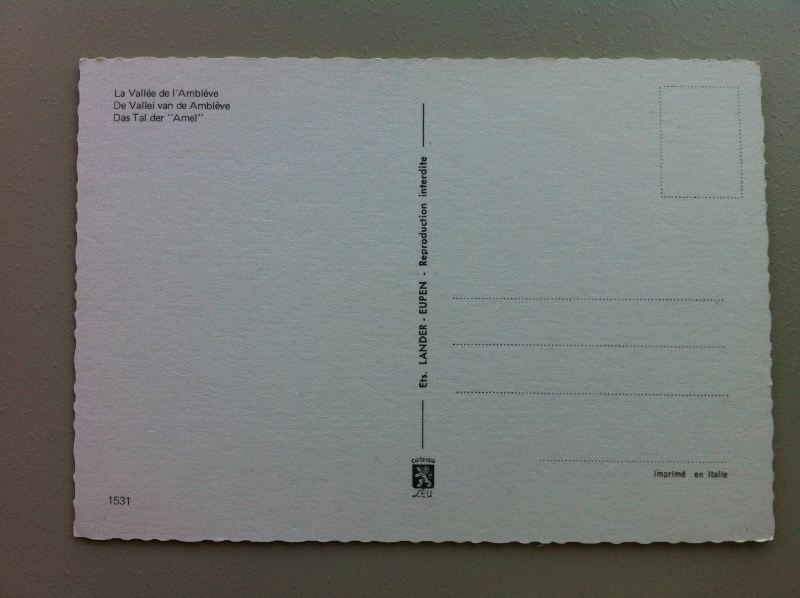 La Vallée de l'Amblève
De Vallei van de Amblève
Das Tal der "Amel"
Ets. LANDER - EUPEN - Reproduction interdite
LEU
1531
imprimé en Italie